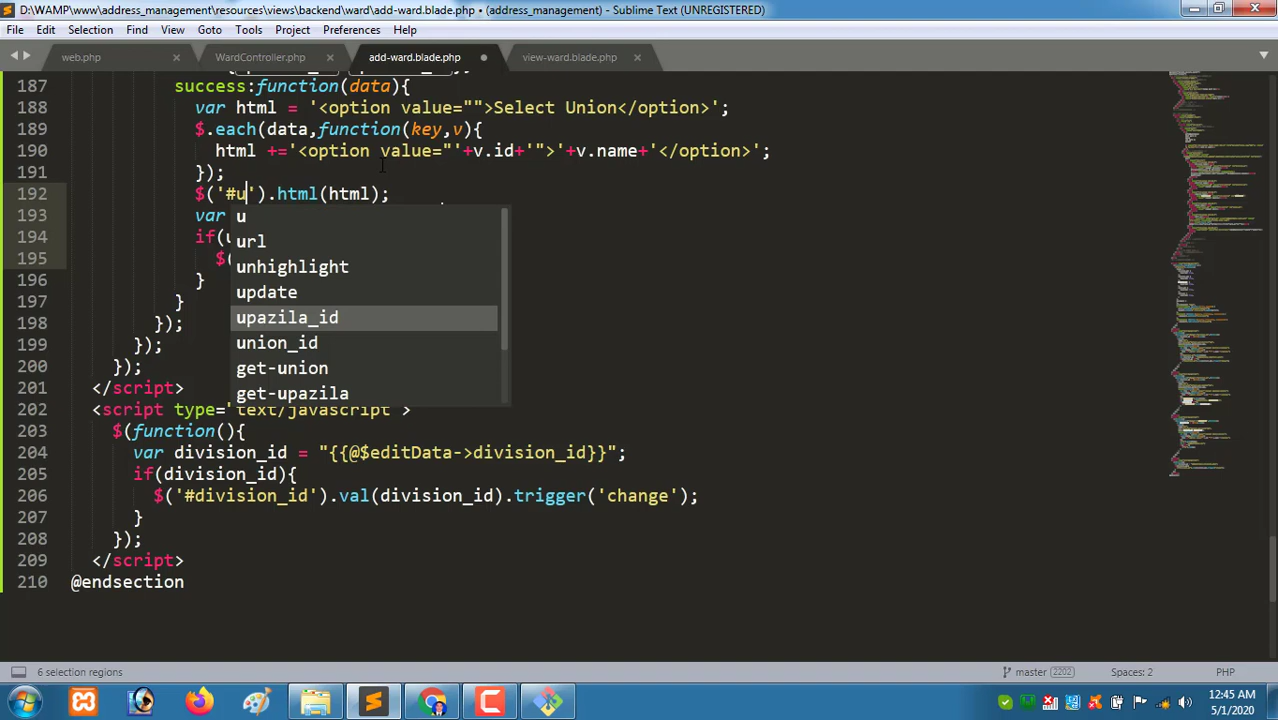 D:\WAMP\www\address_management\resources\views\backend\ward\add-ward.blade.php • (address_management) - Sublime Text (UNREGISTERED)
File Edit Selection Find View Goto Tools Project Preferences Help
web.php WardController.php add-ward.blade.php view-ward.blade.php
187 success:function(data){
188 var html = '<option value="">Select Union</option>';
189 $.each(data,function(key,v){
190 html +='<option value="'+v.id+'">'+v.name+'</option>';
191 });
192 $('#u').html(html);
193 var
194 if(
195 $(
196 }
197 }
198 });
199 });
200 });
201 </script>
202 <script type="text/javascript">
203 $(function(){
204 var division_id = "{{@$editData->division_id}}";
205 if(division_id){
206 $('#division_id').val(division_id).trigger('change');
207 }
208 });
209 </script>
210 @endsection
u
url
unhighlight
update
upazila_id
union_id
get-union
get-upazila
6 selection regions master 2202 Spaces: 2 PHP
12:45 AM
5/1/2020